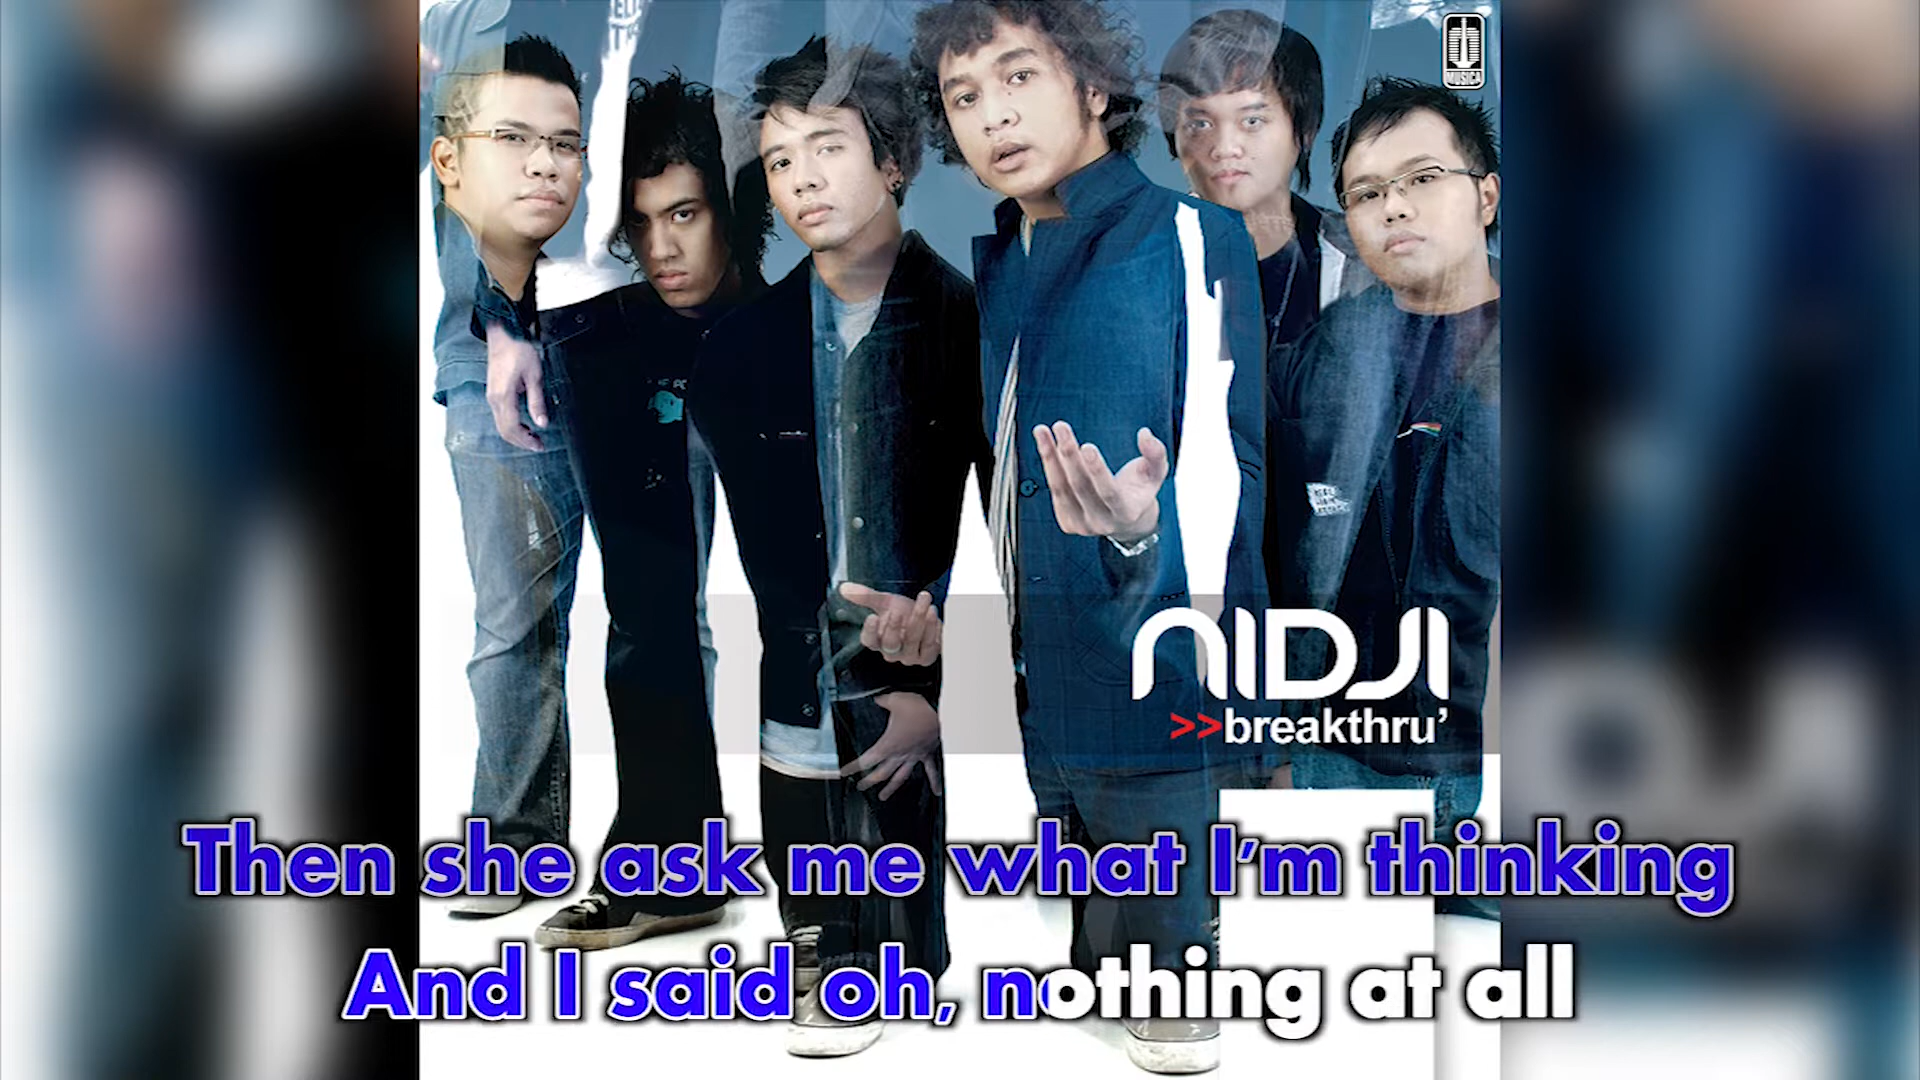 MUSICA
NIDJI
>>breakthru’
Then she ask me what I’m thinking
And I said oh, nothing at all